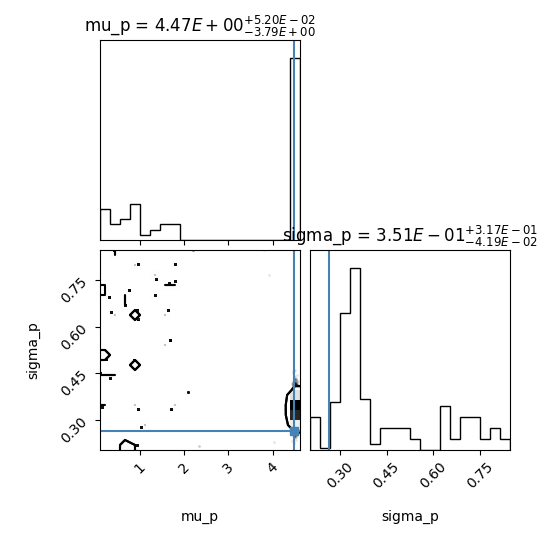 mu_p = 4.47E+00+5.20E−02 −3.79E+00
sigma_p = 3.51E−01+3.17E−01 −4.19E−02
0.75
0.60
0.45
0.30
sigma_p
1 2 3 4
0.30 0.45 0.60 0.75
mu_p
sigma_p